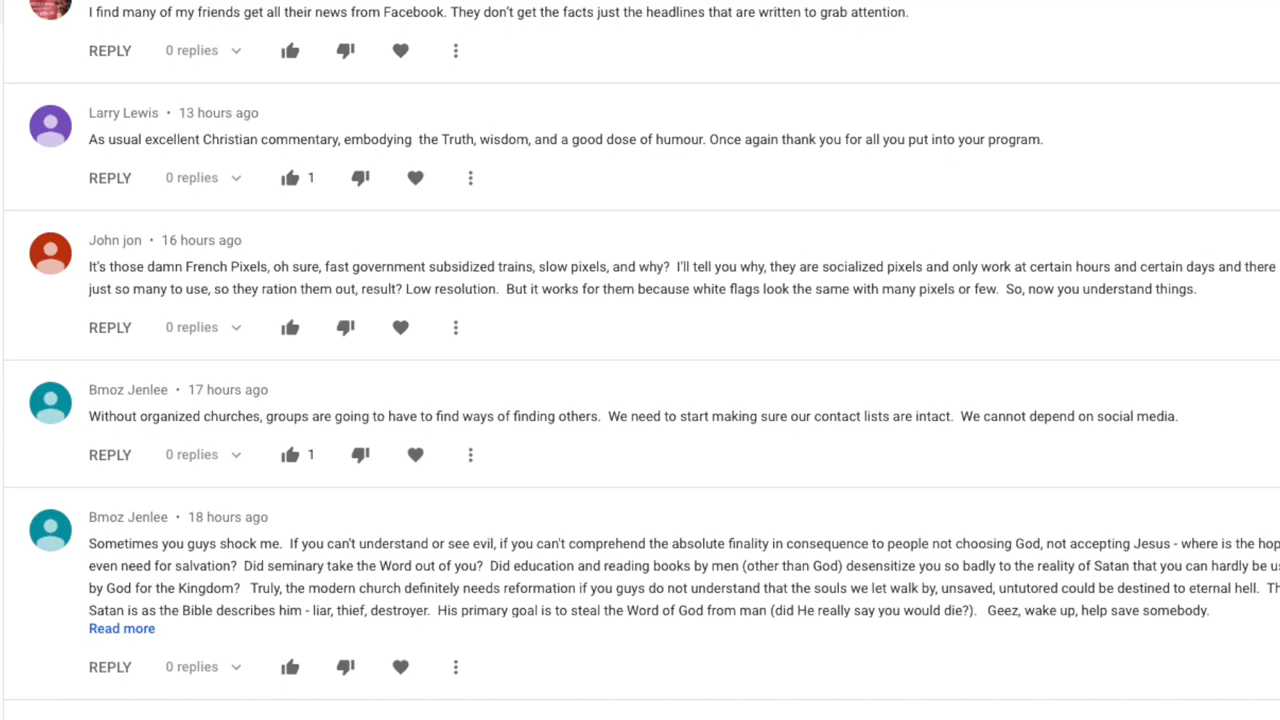 I find many of my friends get all their news from Facebook. They don't get the facts just the headlines that are written to grab attention.
REPLY 0 replies
Larry Lewis • 13 hours ago
As usual excellent Christian commentary, embodying the Truth, wisdom, and a good dose of humour. Once again thank you for all you put into your program.
REPLY 0 replies 1
John jon • 16 hours ago
It's those damn French Pixels, oh sure, fast government subsidized trains, slow pixels, and why? I'll tell you why, they are socialized pixels and only work at certain hours and certain days and there
just so many to use, so they ration them out, result? Low resolution. But it works for them because white flags look the same with many pixels or few. So, now you understand things.
REPLY 0 replies
Bmoz Jenlee • 17 hours ago
Without organized churches, groups are going to have to find ways of finding others. We need to start making sure our contact lists are intact. We cannot depend on social media.
REPLY 0 replies 1
Bmoz Jenlee • 18 hours ago
Sometimes you guys shock me. If you can't understand or see evil, if you can't comprehend the absolute finality in consequence to people not choosing God, not accepting Jesus - where is the
even need for salvation? Did seminary take the Word out of you? Did education and reading books by men (other than God) desensitize you so badly to the reality of Satan that you can hardly be
by God for the Kingdom? Truly, the modern church definitely needs reformation if you guys do not understand that the souls we let walk by, unsaved, untutored could be destined to eternal hell.
Satan is as the Bible describes him - liar, thief, destroyer. His primary goal is to steal the Word of God from man (did He really say you would die?). Geez, wake up, help save somebody.
Read more
REPLY 0 replies